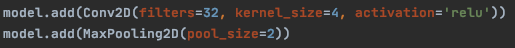 model.add(Conv2D(filters=32, kernel_size=4, activation='relu'))
model.add(MaxPooling2D(pool_size=2))